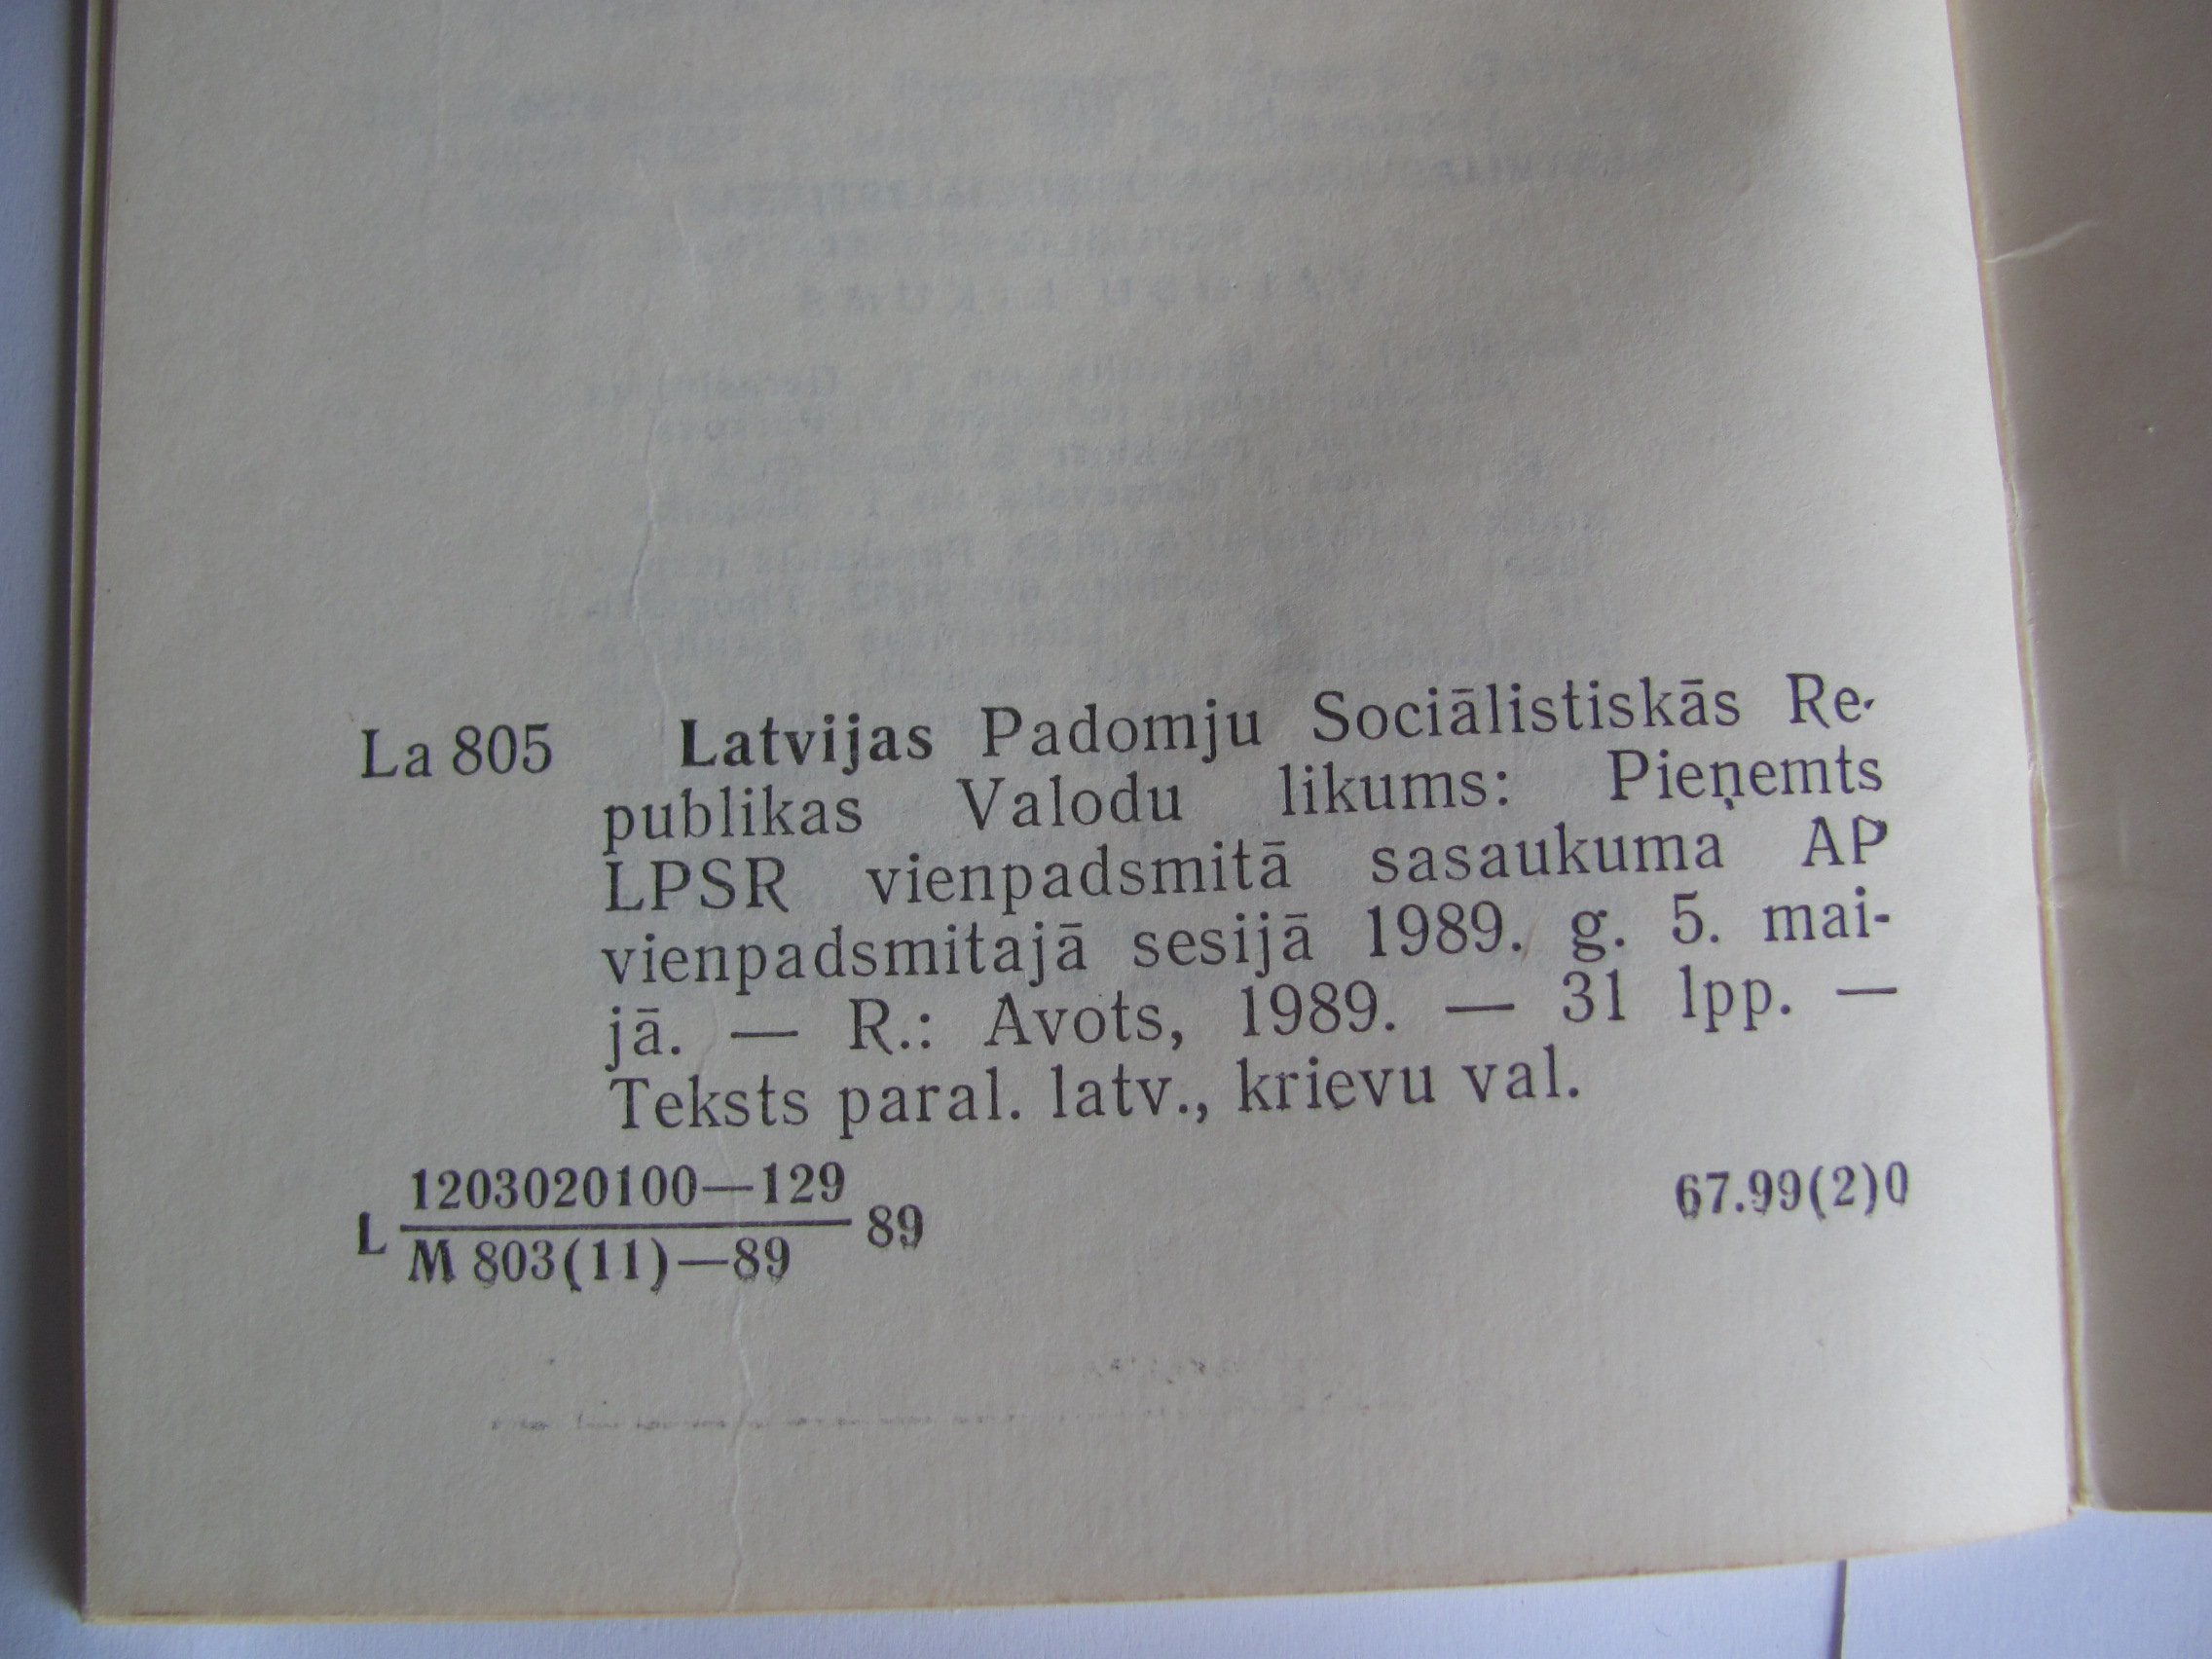 La 805 Latvijas Padomju Sociālistiskās Re-
publikas Valodu likums: Pieņemts
LPSR vienpadsmitā sasaukuma AP
vienpadsmitajā sesijā 1989. g. 5. mai-
jā. — R.: Avots, 1989. — 31 lpp. —
Teksts paral. latv., krievu val.
1203020100—129
L M 803(11)—89 89 67.99(2)0